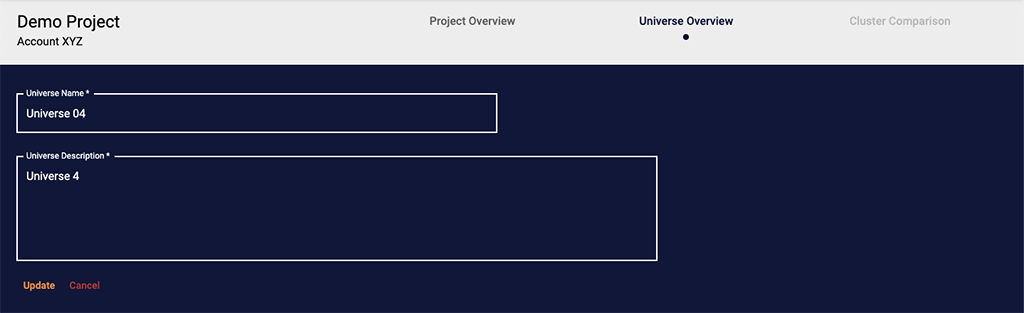 Demo Project
Account XYZ
Project Overview
Universe Overview
Cluster Comparison
Universe Name *
Universe 04
Universe Description *
Universe 4
Update Cancel